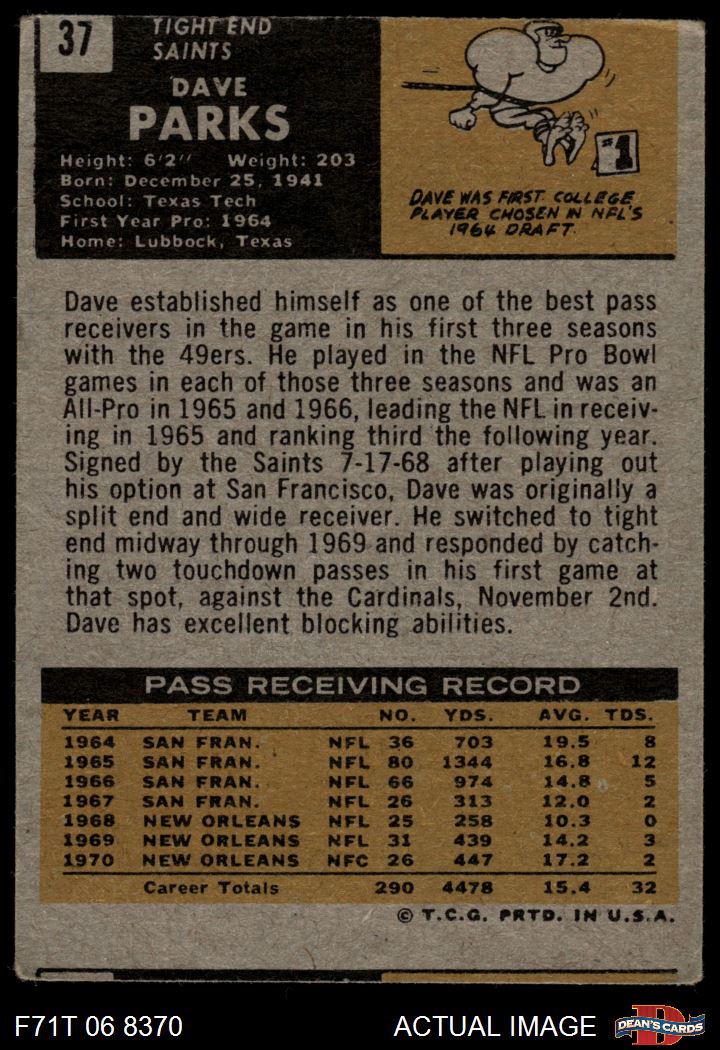 37
TIGHT END
SAINTS
DAVE
PARKS
Height: 6'2" Weight: 203
Born: December 25, 1941
School: Texas Tech
First Year Pro: 1964
Home: Lubbock, Texas
#1
DAVE WAS FIRST COLLEGE
PLAYER CHOSEN IN NFL'S
1964 DRAFT.
Dave established himself as one of the best pass
receivers in the game in his first three seasons
with the 49ers. He played in the NFL Pro Bowl
games in each of those three seasons and was an
All-Pro in 1965 and 1966, leading the NFL in receiv-
ing in 1965 and ranking third the following year.
Signed by the Saints 7-17-68 after playing out
his option at San Francisco, Dave was originally a
split end and wide receiver. He switched to tight
end midway through 1969 and responded by catch-
ing two touchdown passes in his first game at
that spot, against the Cardinals, November 2nd.
Dave has excellent blocking abilities.
PASS RECEIVING RECORD
YEAR TEAM NO. YDS. AVG. TDS.
1964 SAN FRAN. NFL 36 703 19.5 8
1965 SAN FRAN. NFL 80 1344 16.8 12
1966 SAN FRAN. NFL 66 974 14.8 5
1967 SAN FRAN. NFL 26 313 12.0 2
1968 NEW ORLEANS NFL 25 258 10.3 0
1969 NEW ORLEANS NFL 31 439 14.2 3
1970 NEW ORLEANS NFC 26 447 17.2 2
Career Totals 290 4478 15.4 32
© T.C.G. PRTD. IN U.S.A.
F71T 06 8370 ACTUAL IMAGE D DEAN'S CARDS